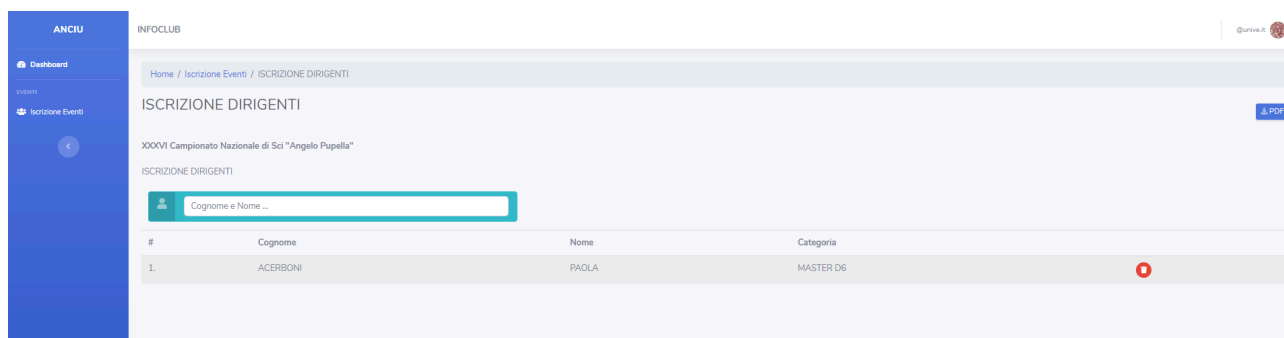 ANCIU
INFOCLUB
@unive.it
Dashboard
Home / Iscrizione Eventi / ISCRIZIONE DIRIGENTI
EVENTI
ISCRIZIONE DIRIGENTI
Iscrizione Eventi
PDF
XXXVI Campionato Nazionale di Sci "Angelo Pupella"
ISCRIZIONE DIRIGENTI
Cognome e Nome ...
# Cognome Nome Categoria
1. ACERBONI PAOLA MASTER D6